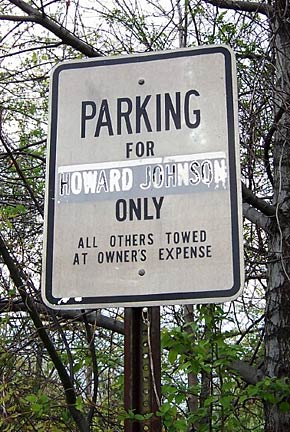 PARKING
FOR
HOWARD JOHNSON
ONLY
ALL OTHERS TOWED
AT OWNER'S EXPENSE